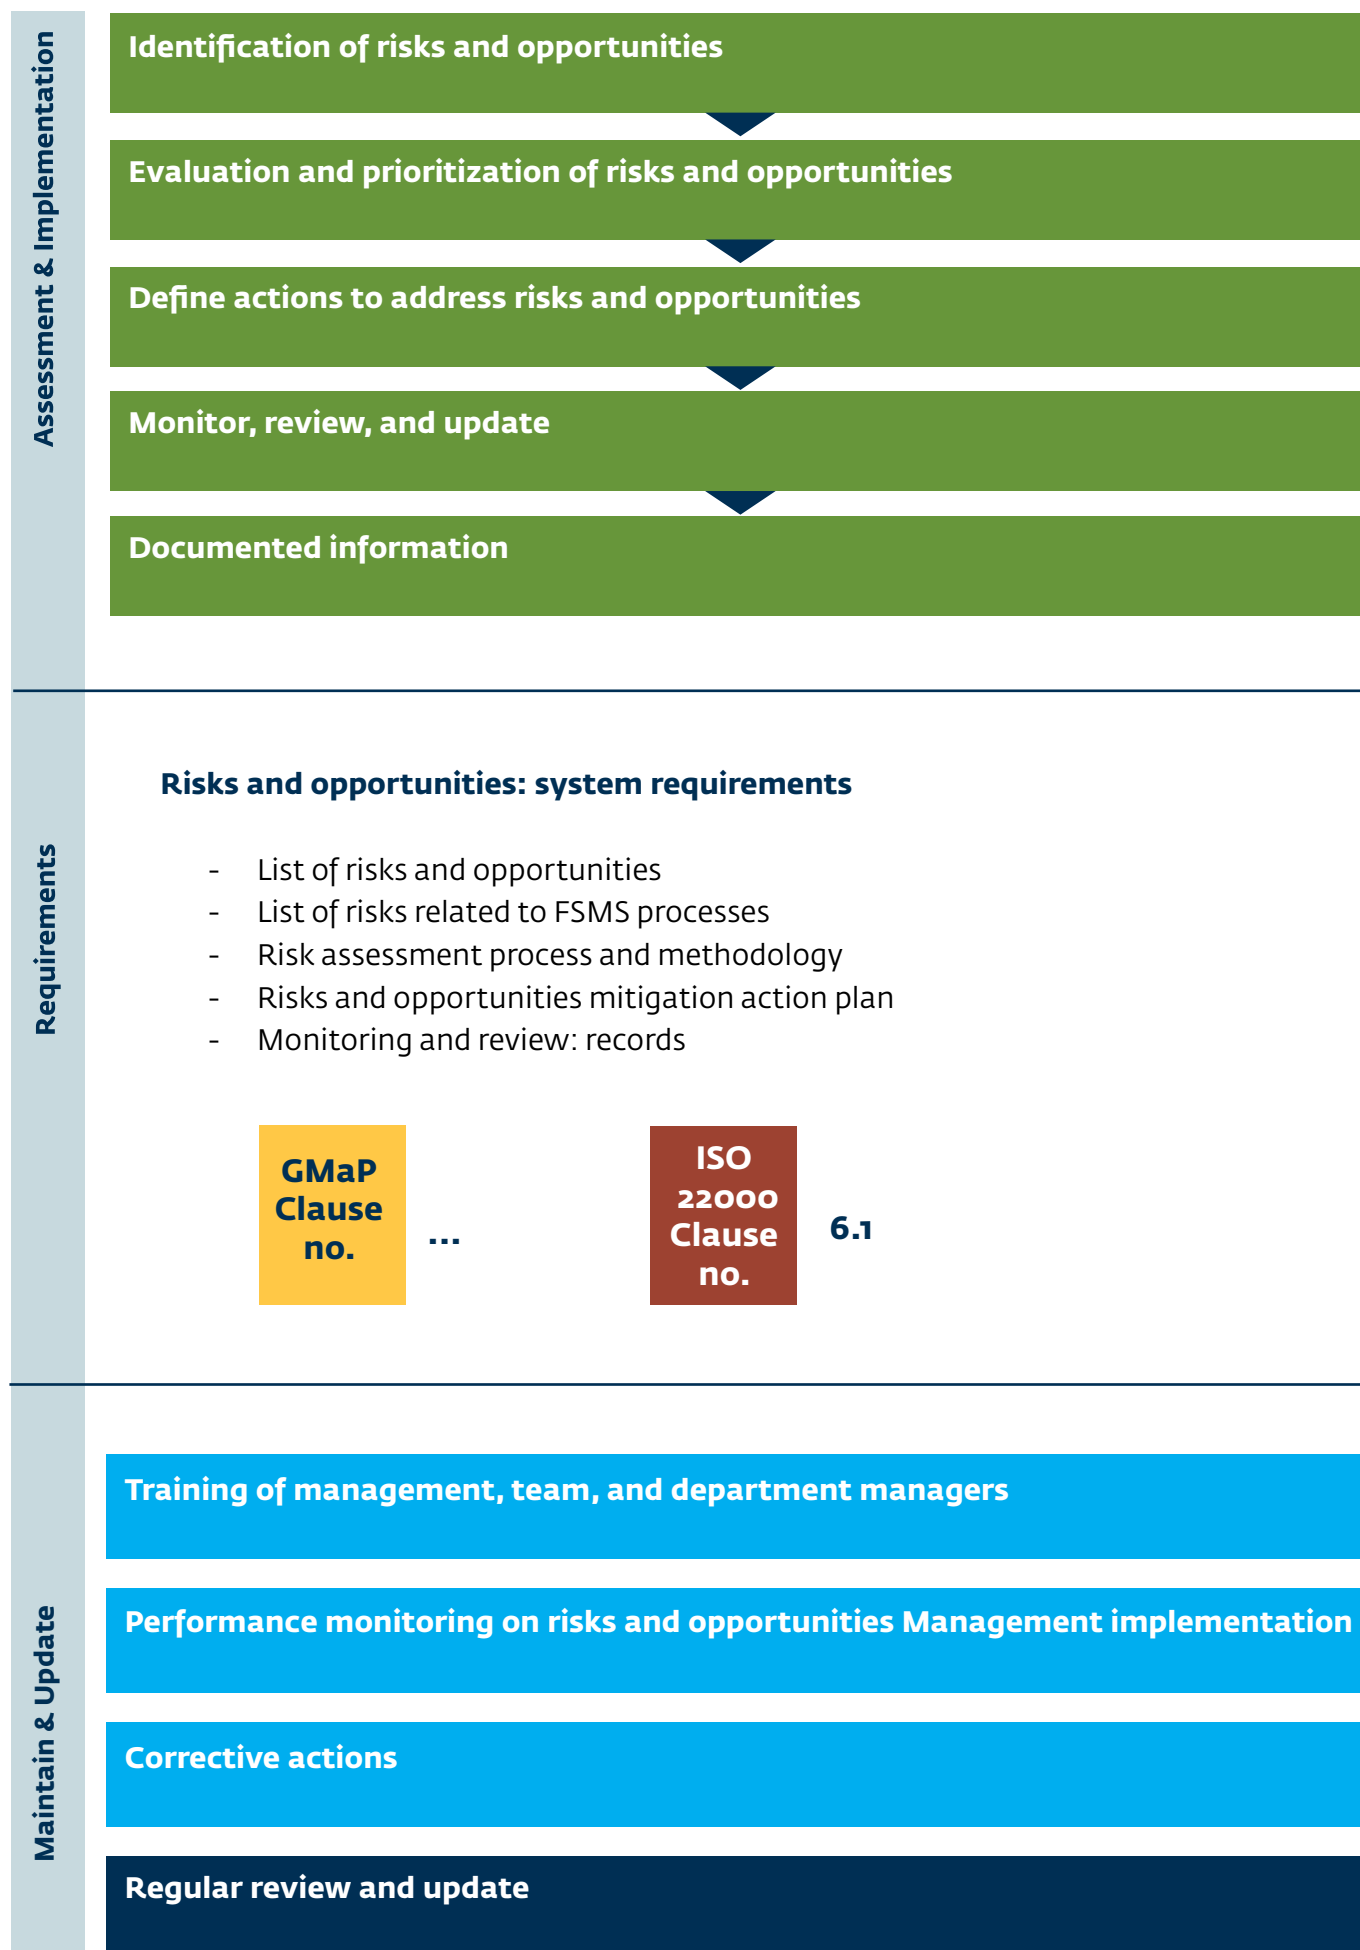 Assessment & Implementation
Identification of risks and opportunities
Evaluation and prioritization of risks and opportunities
Define actions to address risks and opportunities
Monitor, review, and update
Documented information
Requirements
Risks and opportunities: system requirements
- List of risks and opportunities
- List of risks related to FSMS processes
- Risk assessment process and methodology
- Risks and opportunities mitigation action plan
- Monitoring and review: records
GMaP
Clause
no.
...
ISO
22000
Clause
no.
6.1
Maintain & Update
Training of management, team, and department managers
Performance monitoring on risks and opportunities Management implementation
Corrective actions
Regular review and update